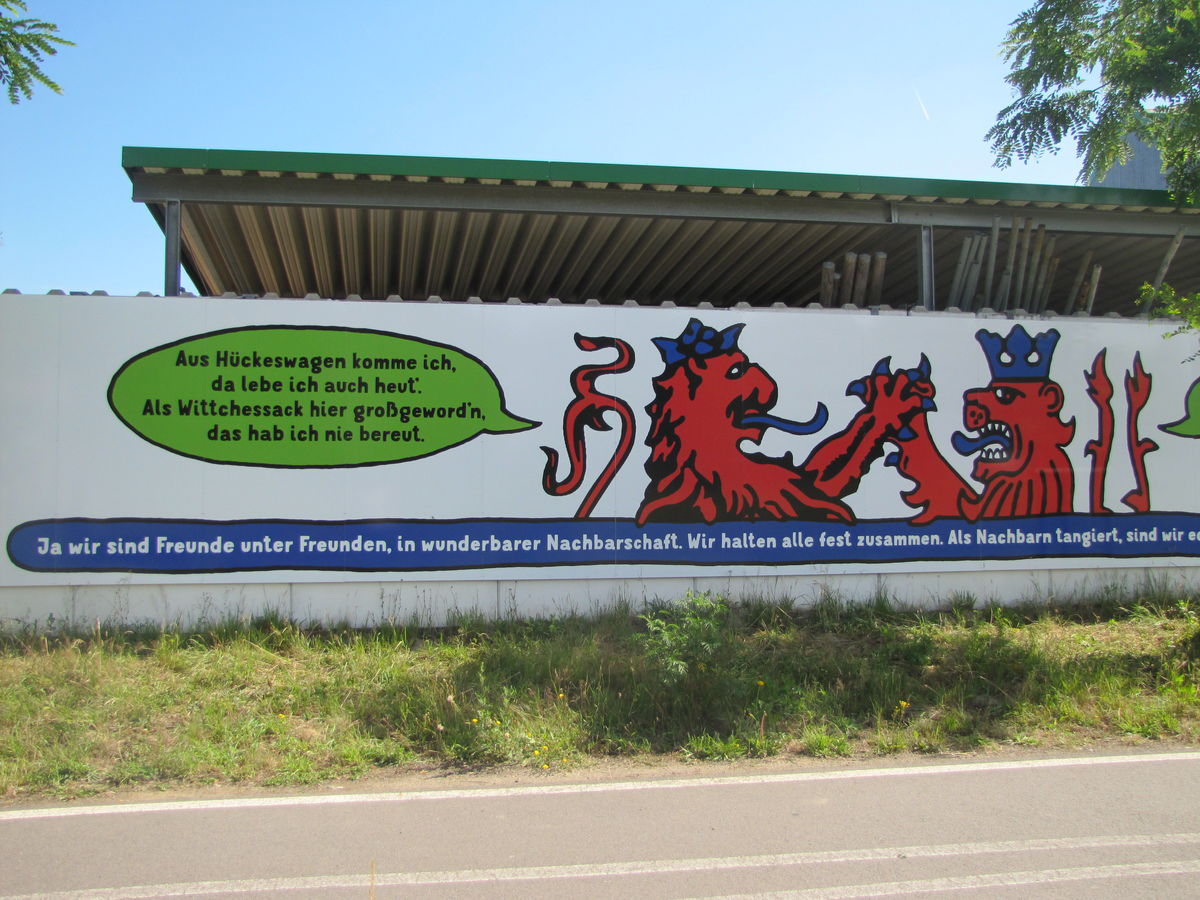 Aus Hückeswagen komme ich,
da lebe ich auch heut'.
Als Wittchessack hier großgeword'n,
das hab ich nie bereut.
Ja wir sind Freunde unter Freunden, in wunderbarer Nachbarschaft. Wir halten alle fest zusammen. Als Nachbarn tangiert, sind wir